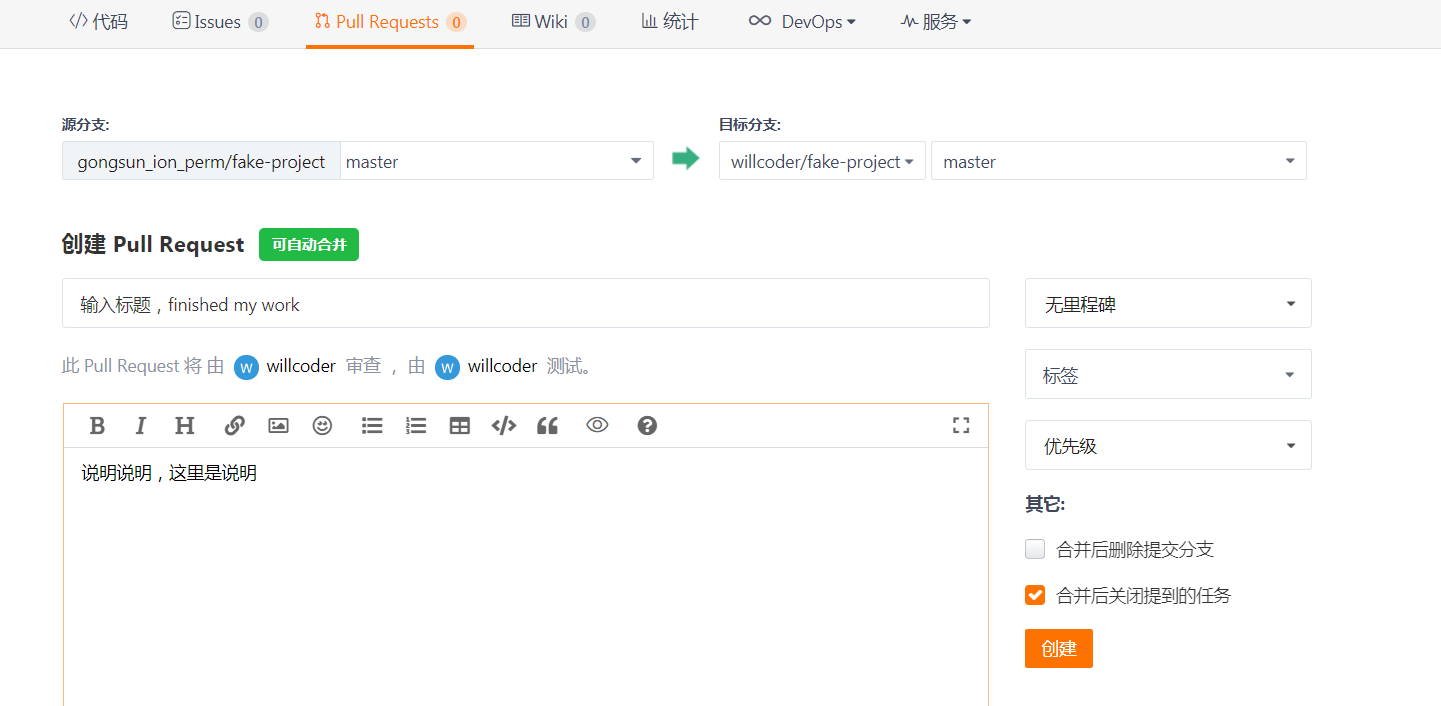 代码 Issues 0 Pull Requests 0 Wiki 0 统计 DevOps 服务
源分支: 目标分支:
gongsun_ion_perm/fake-project master willcoder/fake-project master
创建 Pull Request 可自动合并
输入标题，finished my work 无里程碑
此 Pull Request 将 由 W willcoder 审查 ， 由 W willcoder 测试。
标签
B I H
说明说明，这里是说明
优先级
其它:
合并后删除提交分支
合并后关闭提到的任务
创建